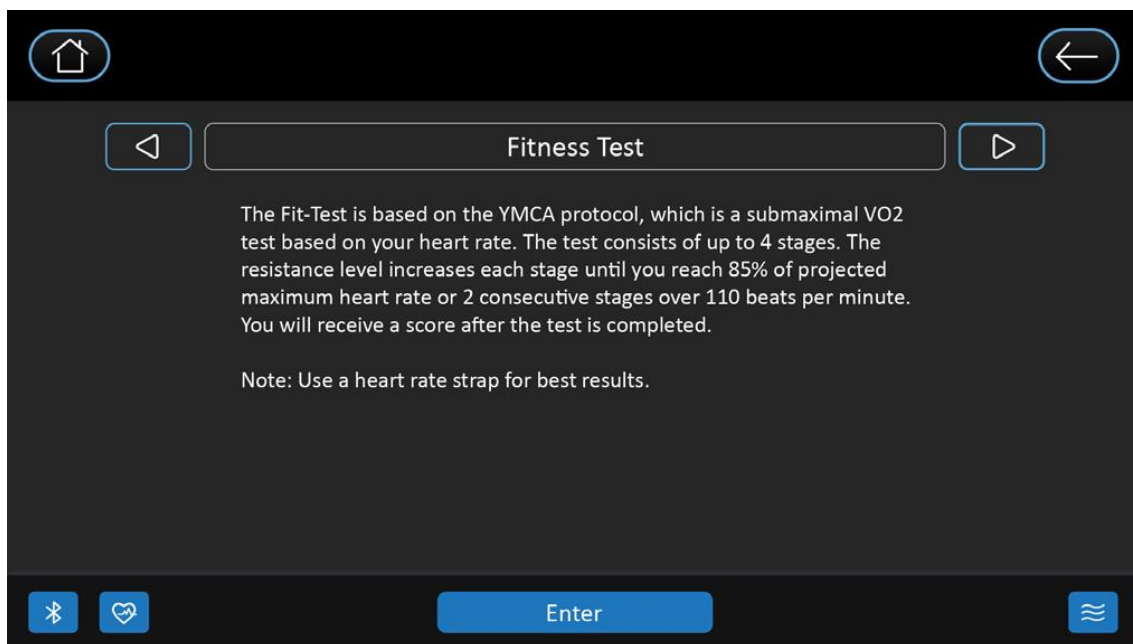 Fitness Test
The Fit-Test is based on the YMCA protocol, which is a submaximal VO2
test based on your heart rate. The test consists of up to 4 stages. The
resistance level increases each stage until you reach 85% of projected
maximum heart rate or 2 consecutive stages over 110 beats per minute.
You will receive a score after the test is completed.
Note: Use a heart rate strap for best results.
Enter